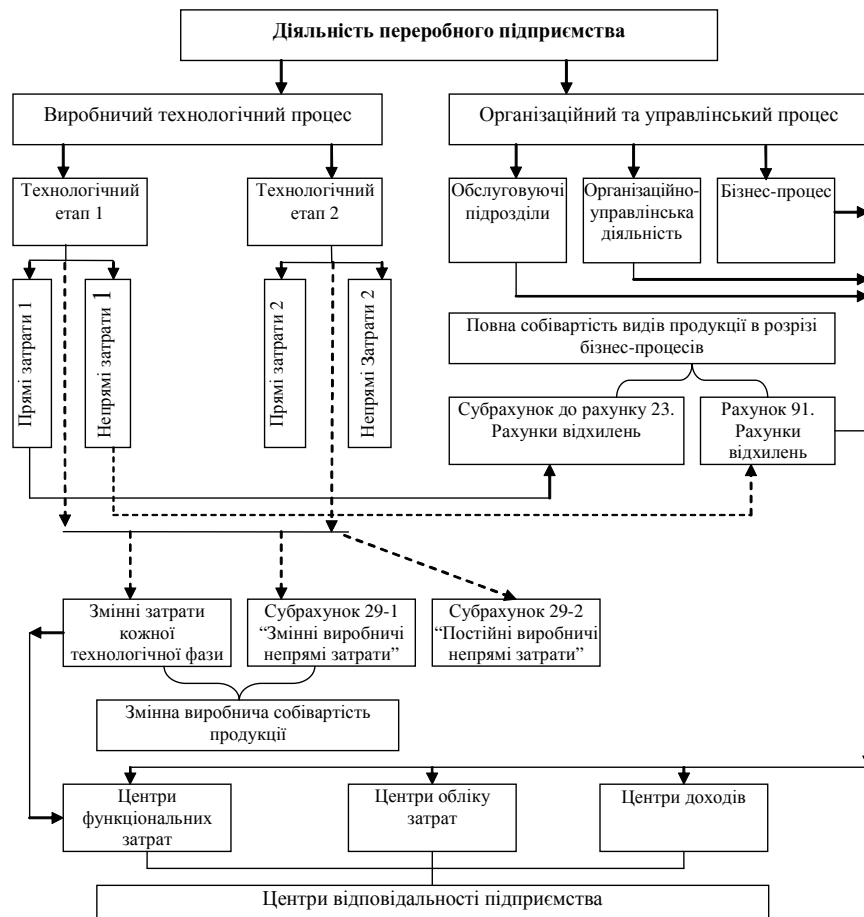 Діяльність переробного підприємства
Виробничий технологічний процес
Організаційний та управлінський процес
Технологічний
етап 1
Технологічний
етап 2
Обслуговуючі
підрозділи
Організаційно-
управлінська
діяльність
Бізнес-процес
Прямі затрати 1
Непрямі затрати 1
Прямі затрати 2
Непрямі Затрати 2
Повна собівартість видів продукції в розрізі
бізнес-процесів
Субрахунок до рахунку 23.
Рахунки відхилень
Рахунок 91.
Рахунки
відхилень
Змінні затрати
кожної
технологічної фази
Субрахунок 29-1
“Змінні виробничі
непрямі затрати”
Субрахунок 29-2
“Постійні виробничі
непрямі затрати”
Змінна виробнича собівартість
продукції
Центри
функціональних
затрат
Центри обліку
затрат
Центри доходів
Центри відповідальності підприємства